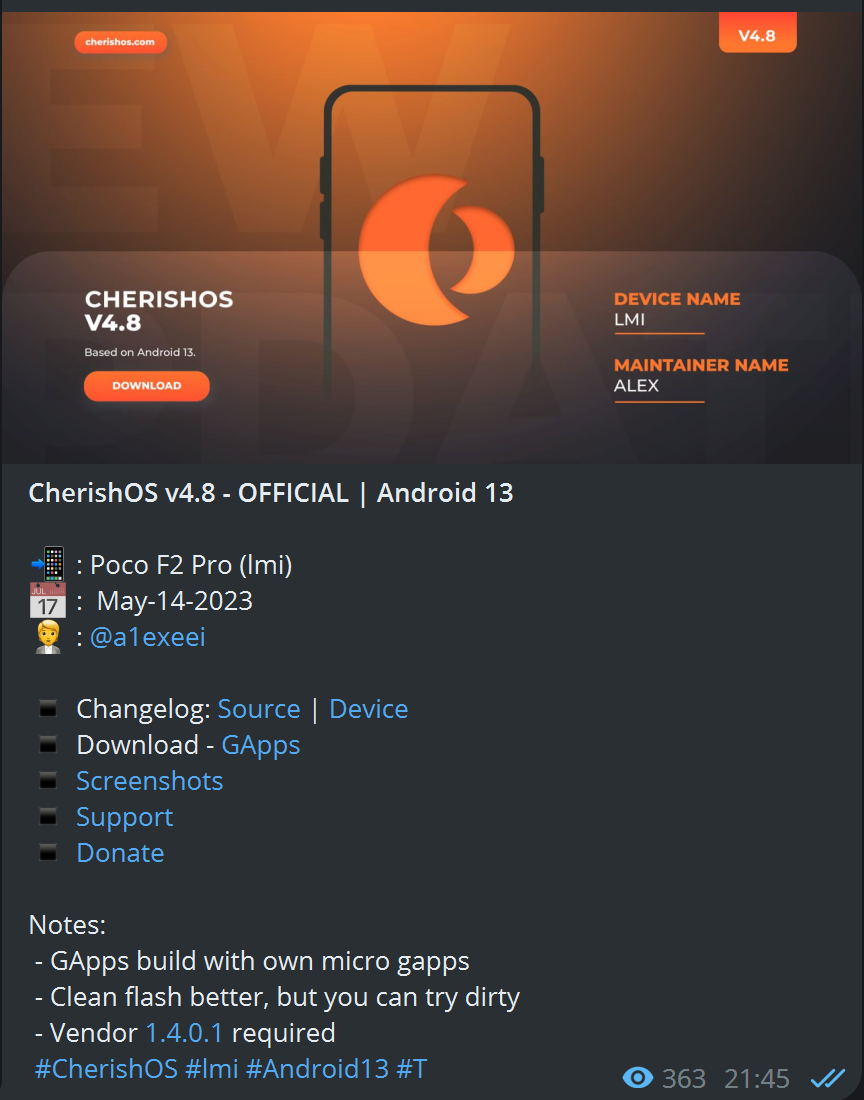 cherishos.com
V4.8
CHERISHOS
V4.8
Based on Android 13.
DOWNLOAD
DEVICE NAME
LMI
MAINTAINER NAME
ALEX
CherishOS v4.8 - OFFICIAL | Android 13
📲 : Poco F2 Pro (lmi)
📅 : May-14-2023
🧑‍💼 : @a1exeei
▪️ Changelog: Source | Device
▪️ Download - GApps
▪️ Screenshots
▪️ Support
▪️ Donate
Notes:
- GApps build with own micro gapps
- Clean flash better, but you can try dirty
- Vendor 1.4.0.1 required
#CherishOS #lmi #Android13 #T
363 21:45